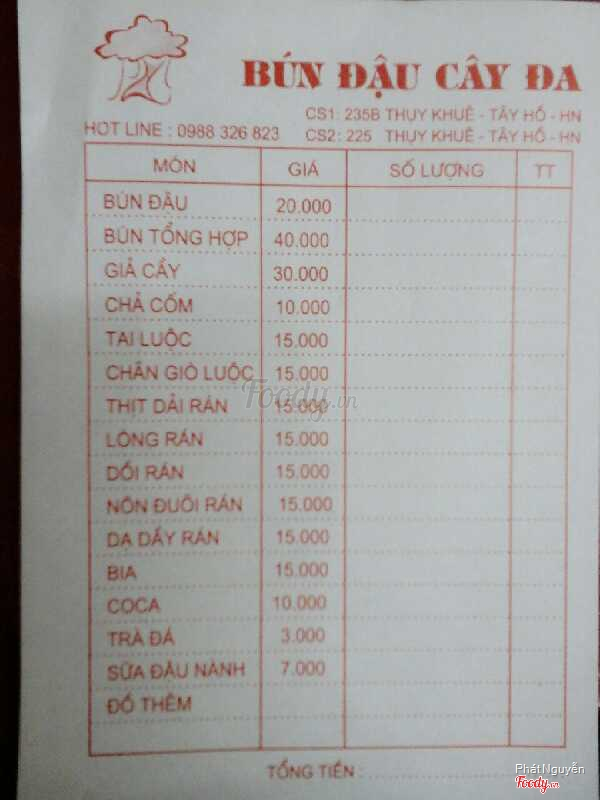 BÚN ĐẬU CÂY ĐA
CS1: 235B THỤY KHUÊ - TÂY HỒ - HN
HOT LINE : 0988 326 823 CS2: 225 THỤY KHUÊ - TÂY HỒ - HN
MÓN GIÁ SỐ LƯỢNG TT
BÚN ĐẬU 20.000
BÚN TỔNG HỢP 40.000
GIẢ CẦY 30.000
CHẢ CỐM 10.000
TAI LUỘC 15.000
CHÂN GIÒ LUỘC 15.000
THỊT DẢI RÁN 15.000
LÒNG RÁN 15.000
DỒI RÁN 15.000
NÕN ĐUÔI RÁN 15.000
DẠ DẦY RÁN 15.000
BIA 15.000
COCA 10.000
TRÀ ĐÁ 3.000
SỮA ĐẬU NÀNH 7.000
ĐỒ THÊM
TỔNG TIỀN :
Foody.vn
PhátNguyễn
Foody.vn